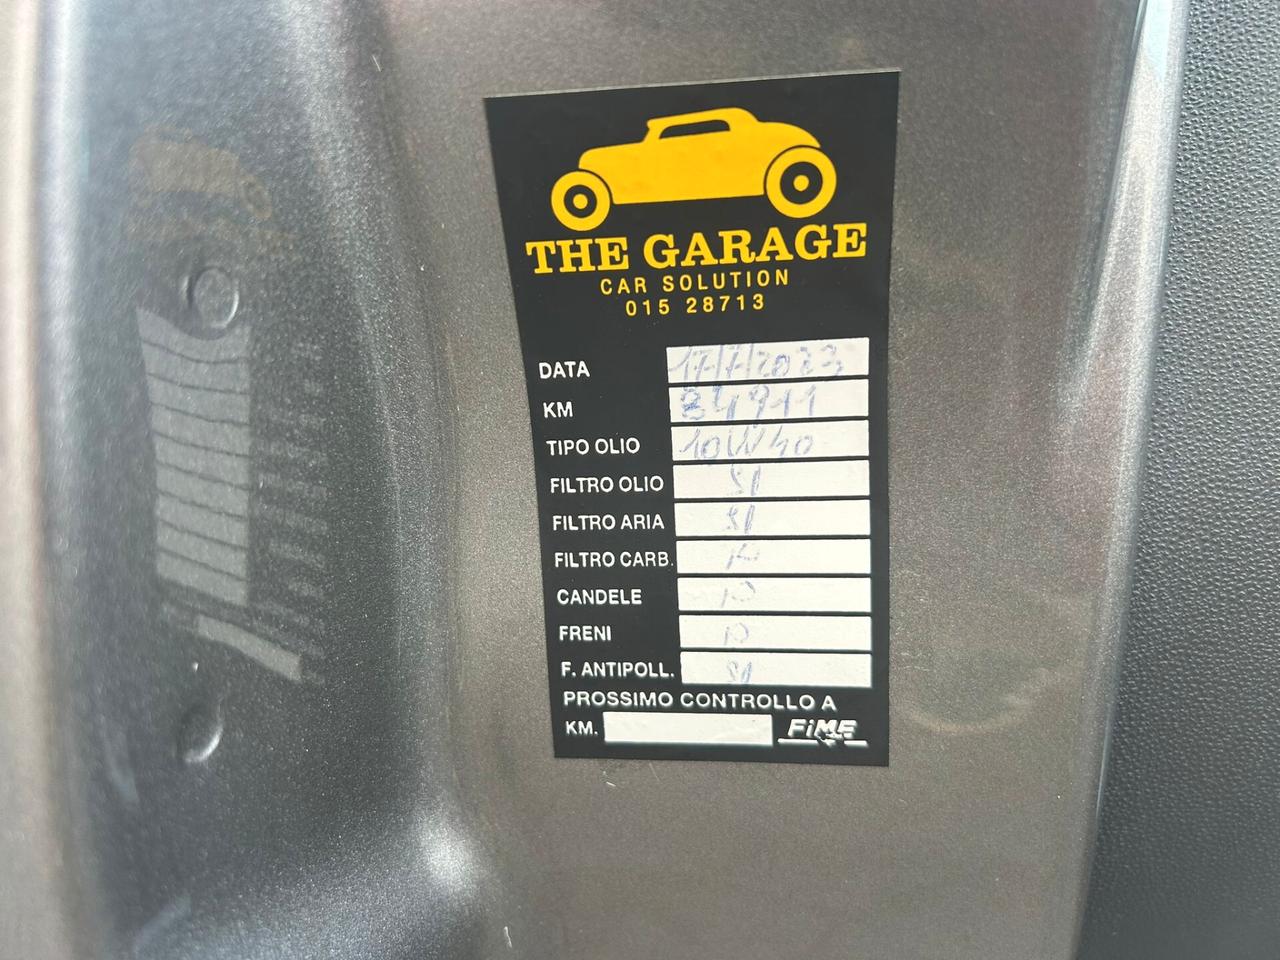 THE GARAGE
CAR SOLUTION
015 28713
DATA 17/7/2023
KM 84911
TIPO OLIO 10W40
FILTRO OLIO SI
FILTRO ARIA SI
FILTRO CARB. NO
CANDELE NO
FRENI NO
F. ANTIPOLL. SI
PROSSIMO CONTROLLO A
KM. FiME